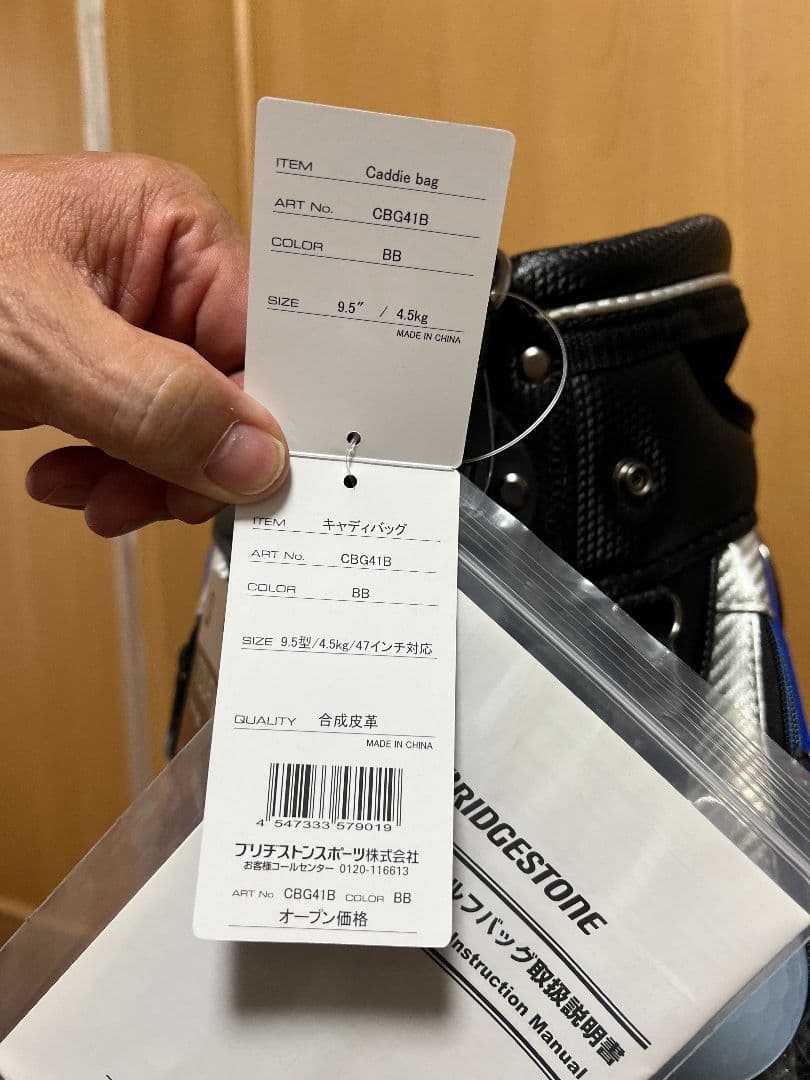 ITEM Caddie bag
ART No. CBG41B
COLOR BB
SIZE 9.5" / 4.5kg
MADE IN CHINA
ITEM キャディバッグ
ART No. CBG41B
COLOR BB
SIZE 9.5型/4.5kg/47インチ対応
QUALITY 合成皮革
MADE IN CHINA
4 547333 579019
ブリヂストンスポーツ株式会社
お客様コールセンター 0120-116613
ART No CBG41B COLOR BB
オープン価格
BRIDGESTONE
ルフバッグ取扱説明書
Instruction Manual